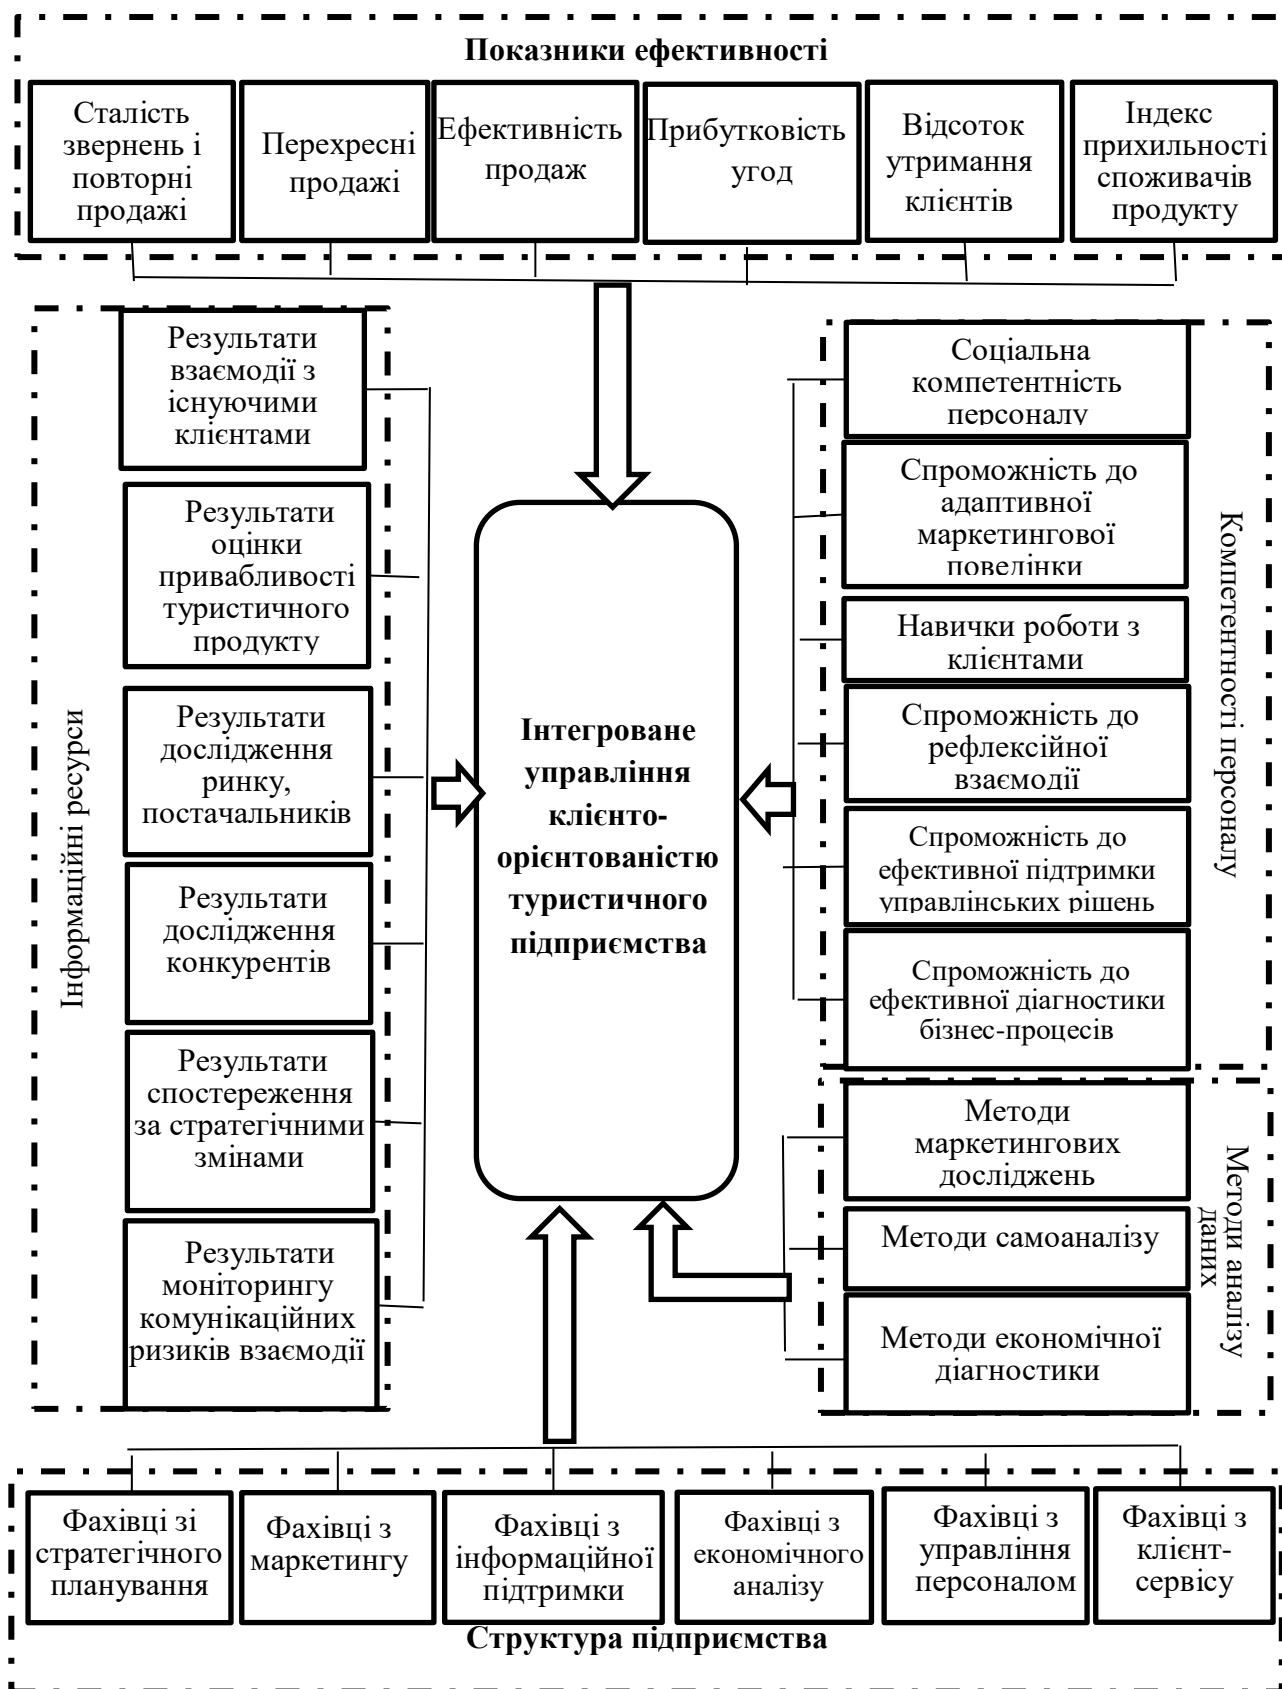 Показники ефективності
Сталість
звернень і
повторні
продажі
Перехресні
продажі
Ефективність
продаж
Прибутковість
угод
Відсоток
утримання
клієнтів
Індекс
прихильності
споживачів
продукту
Інформаційні ресурси
Результати
взаємодії з
існуючими
клієнтами
Результати
оцінки
привабливості
туристичного
продукту
Результати
дослідження
ринку,
постачальників
Результати
дослідження
конкурентів
Результати
спостереження
за стратегічними
змінами
Результати
моніторингу
комунікаційних
ризиків взаємодії
Інтегроване
управління
клієнто-
орієнтованістю
туристичного
підприємства
Соціальна
компетентність
персоналу
Спроможність до
адаптивної
маркетингової
поведінки
Навички роботи з
клієнтами
Спроможність до
рефлексійної
взаємодії
Спроможність до
ефективної підтримки
управлінських рішень
Спроможність до
ефективної діагностики
бізнес-процесів
Компетентності персоналу
Методи
маркетингових
досліджень
Методи самоаналізу
Методи економічної
діагностики
Методи аналізу
даних
Фахівці зі
стратегічного
планування
Фахівці з
маркетингу
Фахівці з
інформаційної
підтримки
Фахівці з
економічного
аналізу
Фахівці з
управління
персоналом
Фахівці з
клієнт-
сервісу
Структура підприємства